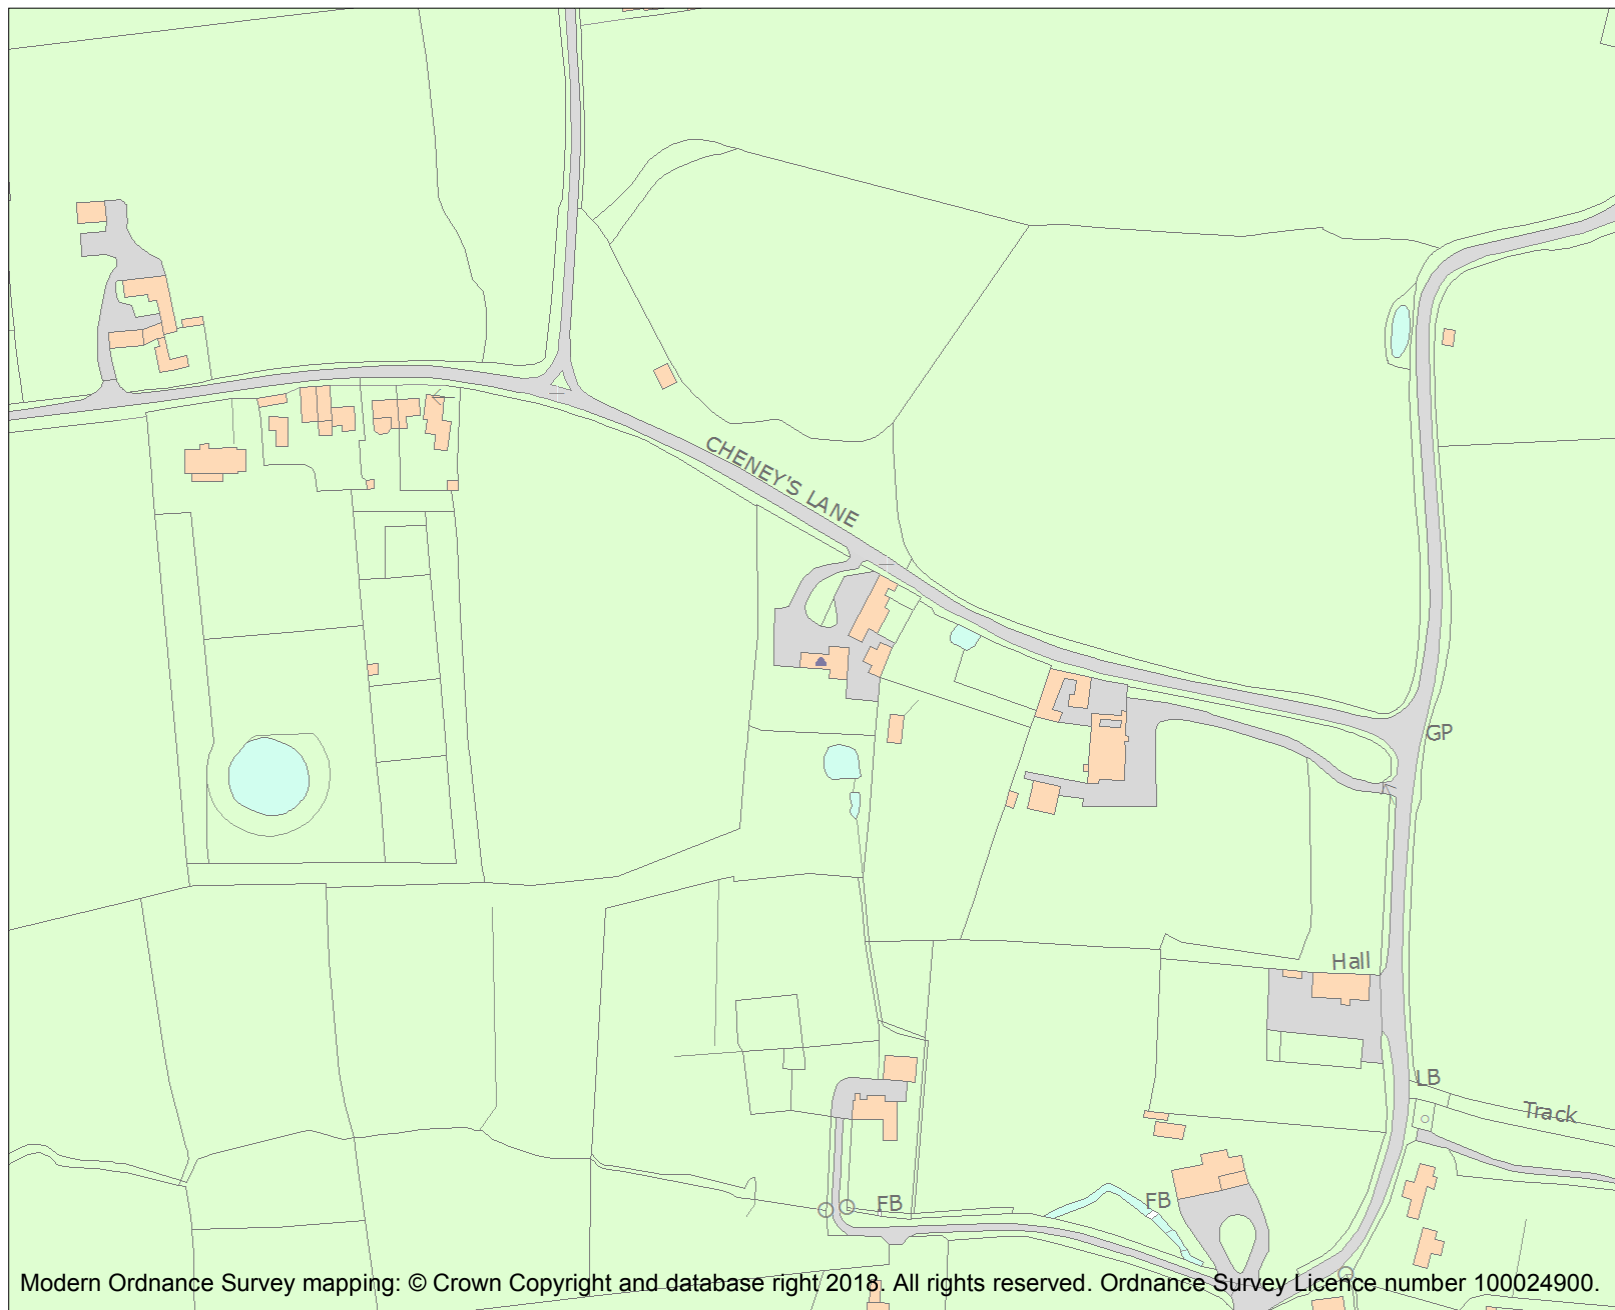 CHENEY'S LANE
GP
Hall
LB
Track
FB
FB
Modern Ordnance Survey mapping: © Crown Copyright and database right 2018. All rights reserved. Ordnance Survey Licence number 100024900.